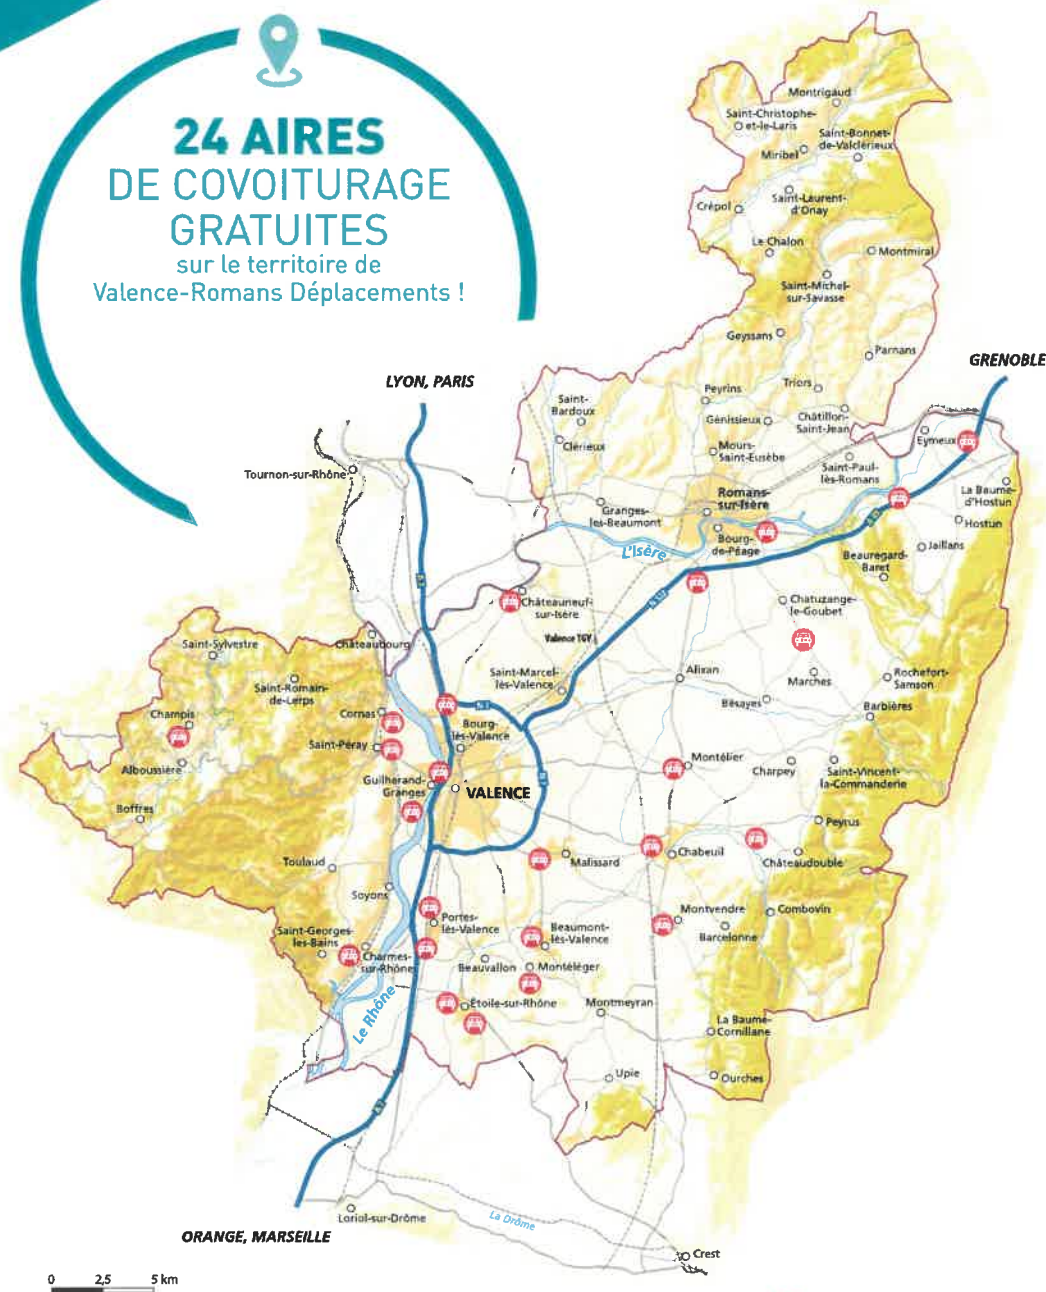 24 AIRES
DE COVOITURAGE
GRATUITES
sur le territoire de
Valence-Romans Déplacements !
Montrigaud
Saint-Christophe-
et-le-Laris
Saint-Bonnet-
de-Valclérieux
Miribel
Saint-Laurent-
d'Onay
Crépol
Le Chalon
Montmiral
Saint-Michel-
sur-Savasse
Geyssans
Parnans
GRENOBLE
LYON, PARIS
Triors
Peyrins
Saint-
Bardoux
Génissieux
Châtillon-
Saint-Jean
Clérieux
Eymeux
Mours-
Saint-Eusèbe
Saint-Paul-
lès-Romans
Tournon-sur-Rhône
La Baume-
d'Hostun
Romans-
sur-Isère
Granges-
les-Beaumont
Hostun
Bourg-
de-Péage
L'Isère
Jaillans
Beauregard-
Baret
A7
N 532
Châteauneuf-
sur-Isère
Chatuzange-
le-Goubet
Valence TGV
Châteaubourg
Saint-Sylvestre
Saint-Marcel-
lès-Valence
Alixan
Marches
Rochefort-
Samson
Saint-Romain-
de-Lerps
Bésayes
Barbières
Champis
Cornas
N7
Bourg-
lès-Valence
Saint-Péray
Alboussière
Montélier
Charpey
Saint-Vincent-
la-Commanderie
Guilherand-
Granges
VALENCE
N7
Boffres
Peyrus
Toulaud
Malissard
Chabeuil
Châteaudouble
Soyons
Portes-
lès-Valence
Montvendre
Combovin
Barcelonne
Saint-Georges-
les-Bains
Beaumont-
lès-Valence
Charmes-
sur-Rhône
Beauvallon
Montéléger
Le Rhône
Étoile-sur-Rhône
Montmeyran
La Baume-
Cornillane
Upie
Ourches
A7
Loriol-sur-Drôme
La Drôme
ORANGE, MARSEILLE
Crest
0 2,5 5 km